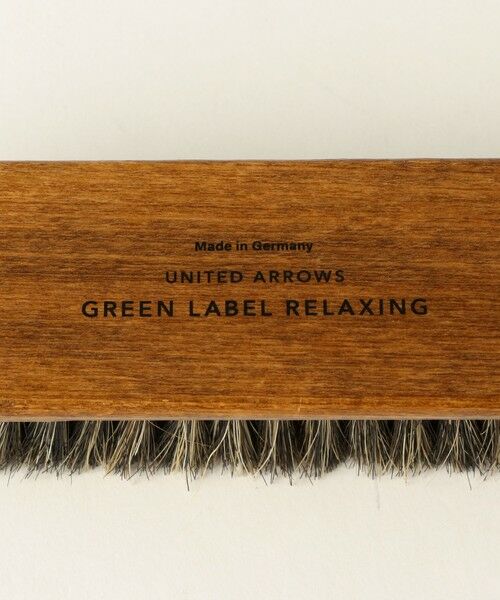 Made in Germany
UNITED ARROWS
GREEN LABEL RELAXING